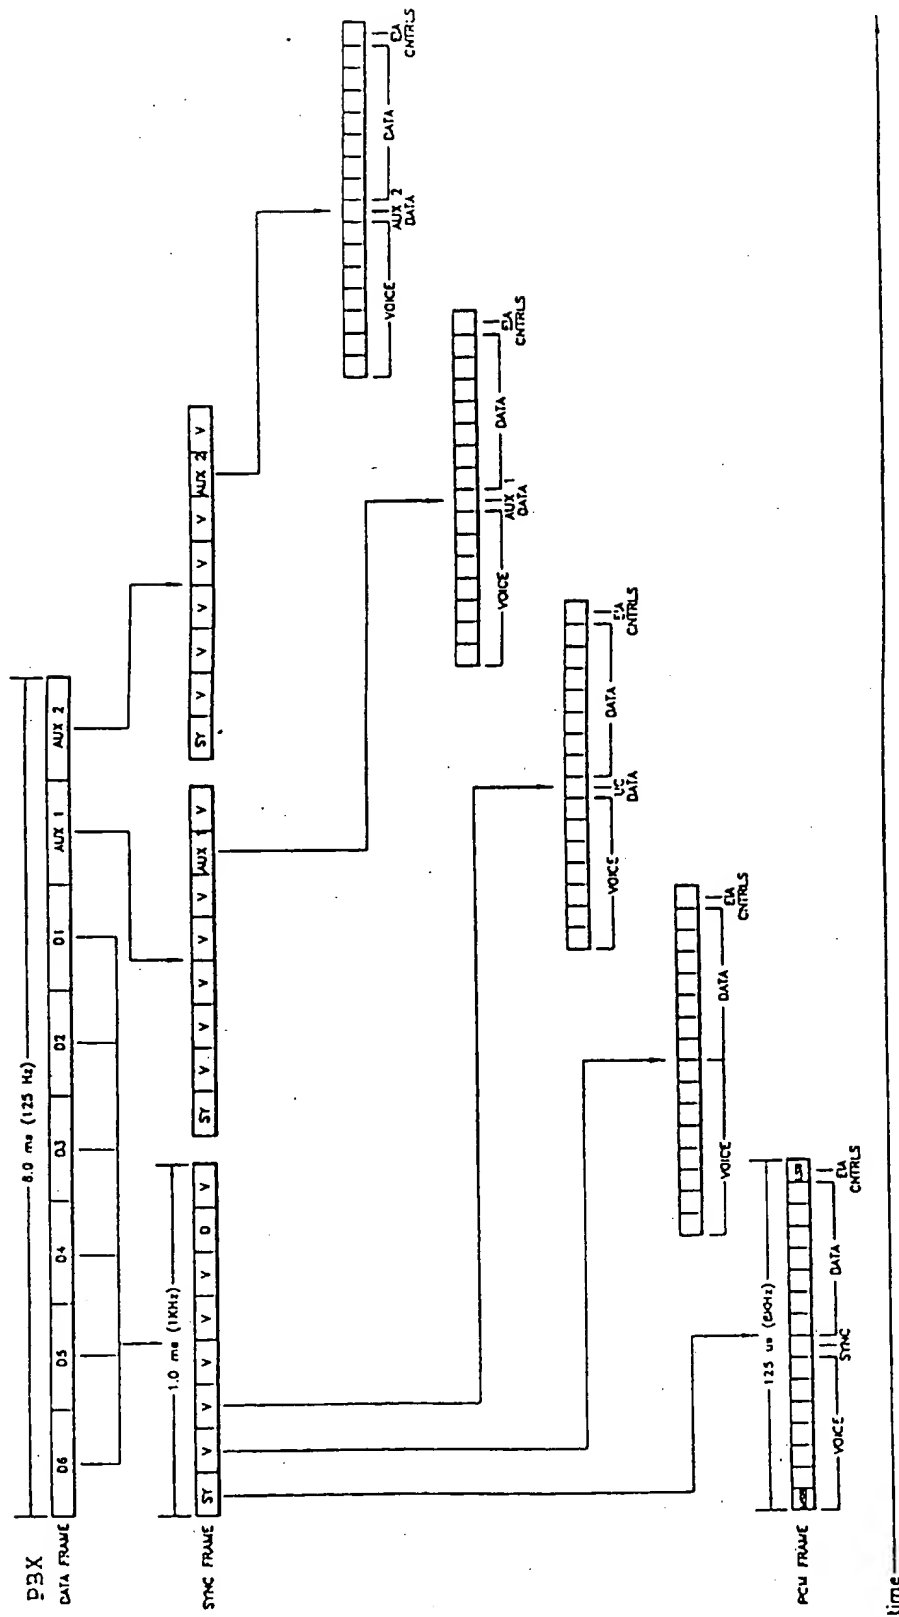 PBX
DATA FRAME
8.0 ms (125 Hz)
D6 D5 D4 D3 D2 D1 AUX 1 AUX 2
SYNC FRAME
1.0 ms (1KHz)
SY V V V V V D V
SY V V V V V AUX 1 V
SY V V V V V AUX 2 V
VOICE
AUX 2
DATA
DATA
EIA
CNTRLS
VOICE
AUX 1
DATA
DATA
EIA
CNTRLS
VOICE
DATA
DATA
EIA
CNTRLS
VOICE
DATA
EIA
CNTRLS
PCM FRAME
125 us (8KHz)
LSB
VOICE
SYNC
DATA
EIA
CNTRLS
time